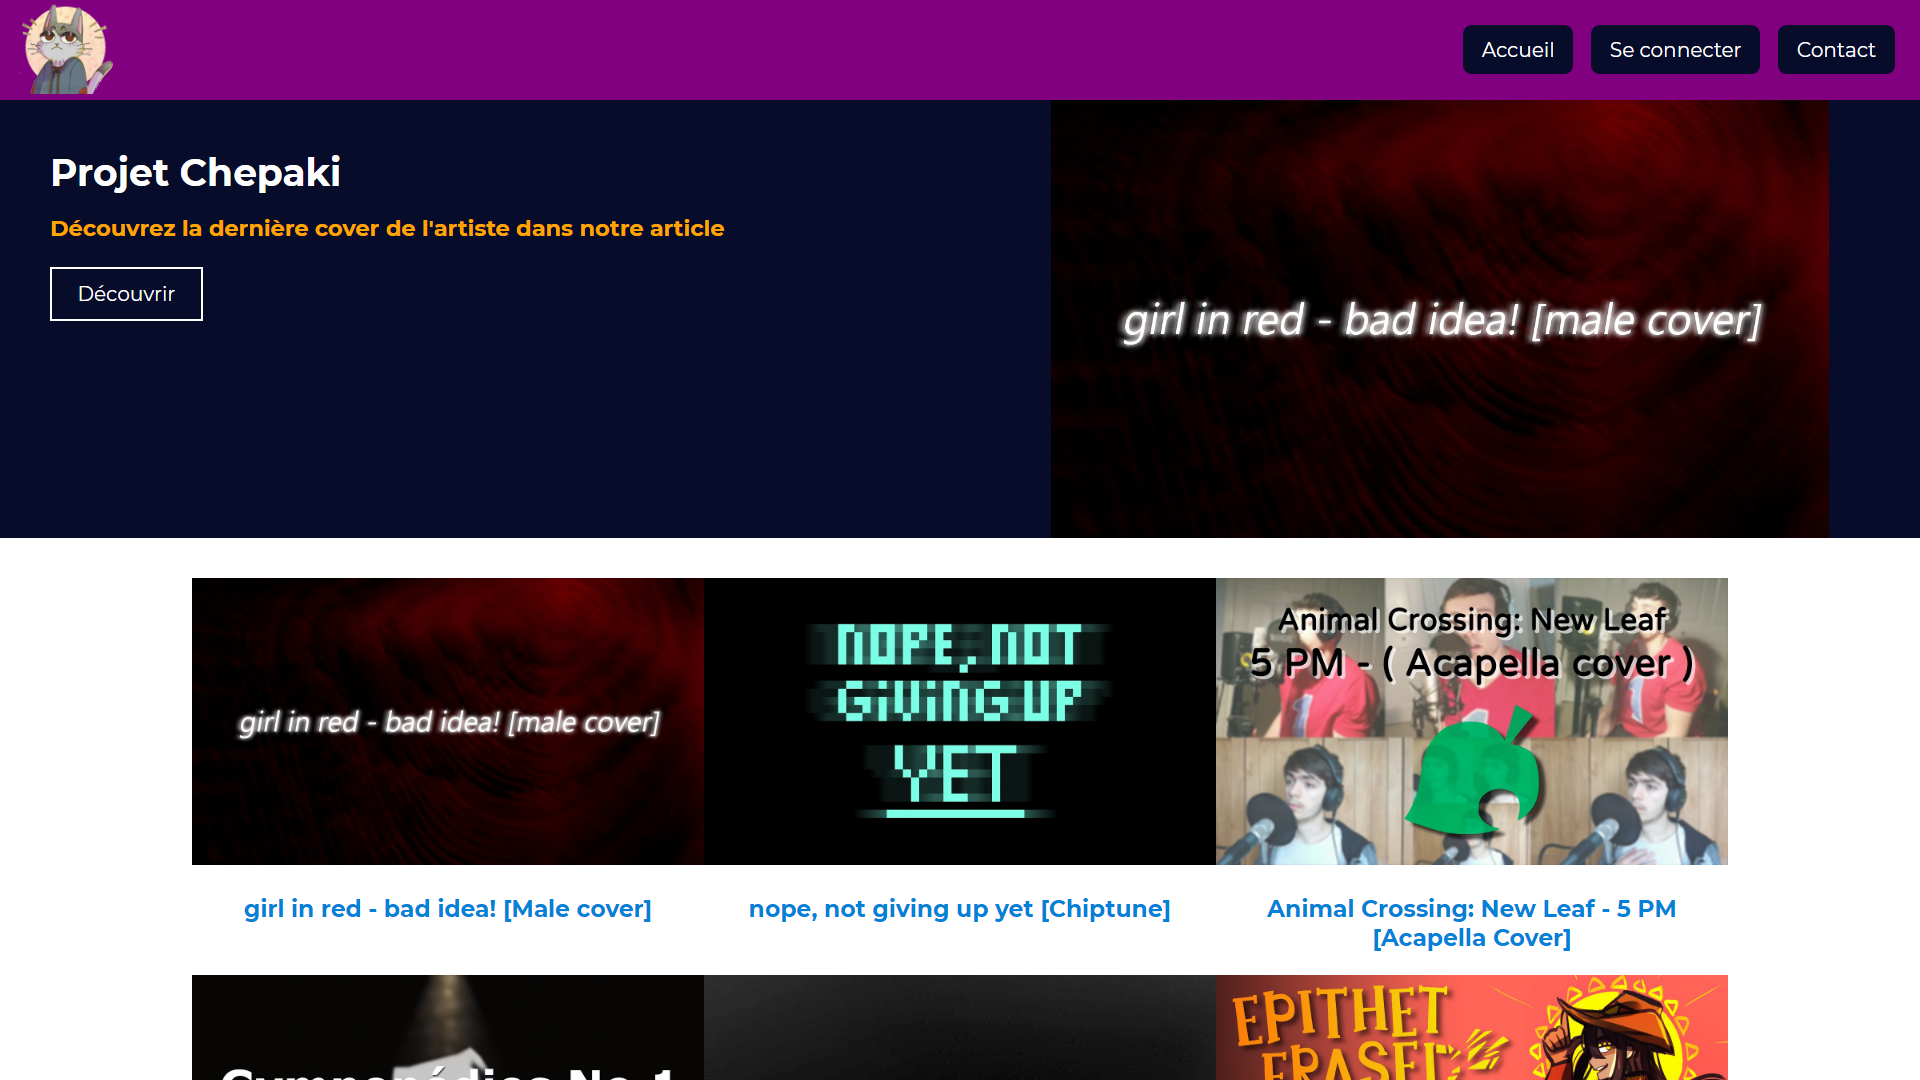 Accueil
Se connecter
Contact
Projet Chepaki
Découvrez la dernière cover de l'artiste dans notre article
Découvrir
girl in red - bad idea! [male cover]
girl in red - bad idea! [male cover]
NOPE, NOT
GIVING UP
YET
Animal Crossing: New Leaf
5 PM - ( Acapella cover )
girl in red - bad idea! [Male cover]
nope, not giving up yet [Chiptune]
Animal Crossing: New Leaf - 5 PM
[Acapella Cover]
Gymnopédies No.1
EPITHET
ERASED